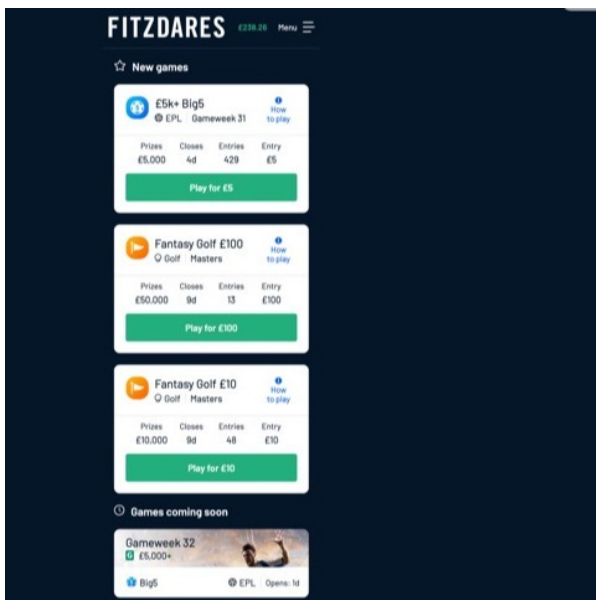 FITZDARES £239.26 Menu
New games
£5k+ Big5
EPL Gameweek 31
How to play
Prizes Closes Entries Entry
£5,000 4d 429 £5
Play for £5
Fantasy Golf £100
Golf Masters
How to play
Prizes Closes Entries Entry
£50,000 9d 13 £100
Play for £100
Fantasy Golf £10
Golf Masters
How to play
Prizes Closes Entries Entry
£10,000 9d 48 £10
Play for £10
Games coming soon
Gameweek 32
G £5,000+
Big5 EPL Opens: 1d